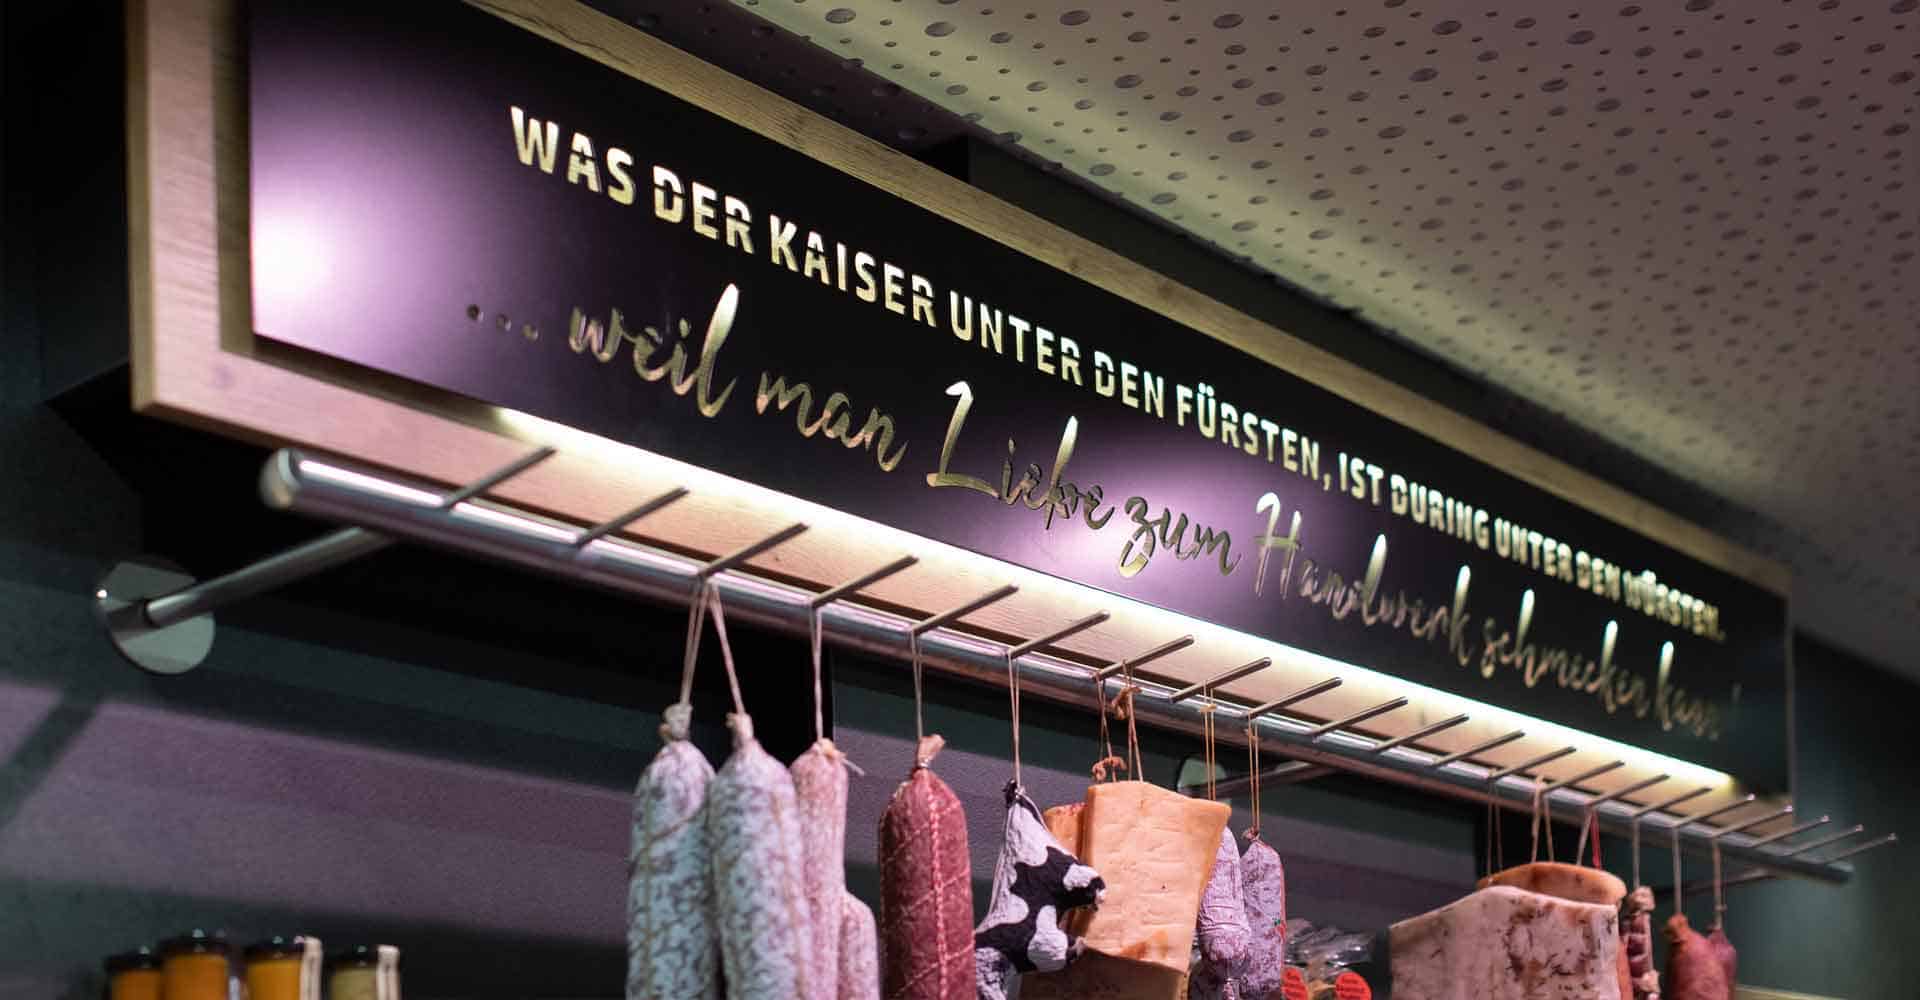 WAS DER KAISER UNTER DEN FÜRSTEN, IST DURING UNTER DEN WÜRSTEN.
... weil man Liebe zum Handwerk schmecken kann!